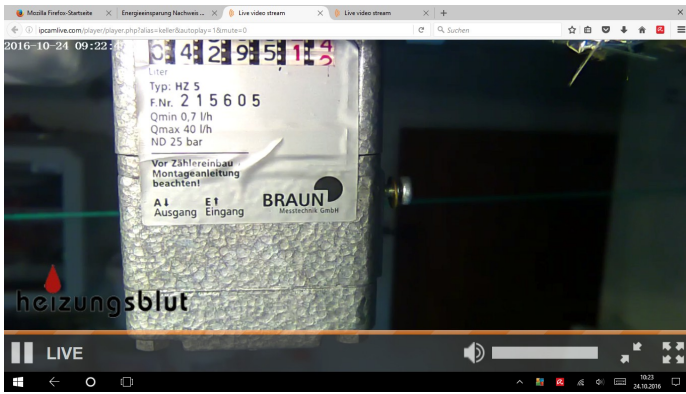 Mozilla Firefox-Startseite
Energieeinsparung Nachweis ...
Live video stream
Live video stream
ipcamlive.com/player/player.php?alias=keller&autoplay=1&mute=0
Suchen
2016-10-24 09:22:
0 4 2 9 5 1
Liter
Typ: HZ 5
F.Nr. 215605
Qmin 0,7 l/h
Qmax 40 l/h
ND 25 bar
Vor Zählereinbau
Montageanleitung
beachten!
A↓ E↑
Ausgang Eingang
BRAUN
Messtechnik GmbH
heizungsblut
LIVE
10:23
24.10.2016